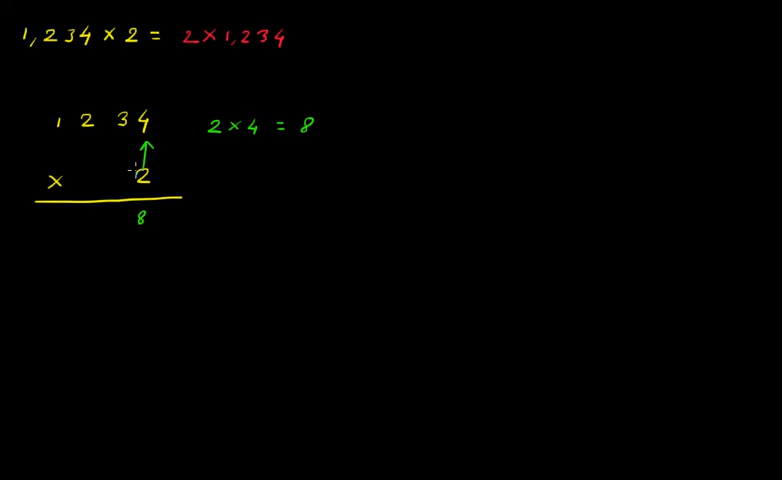 1,234 × 2 = 2 × 1,234
1 2 3 4 2 × 4 = 8
× 2
8